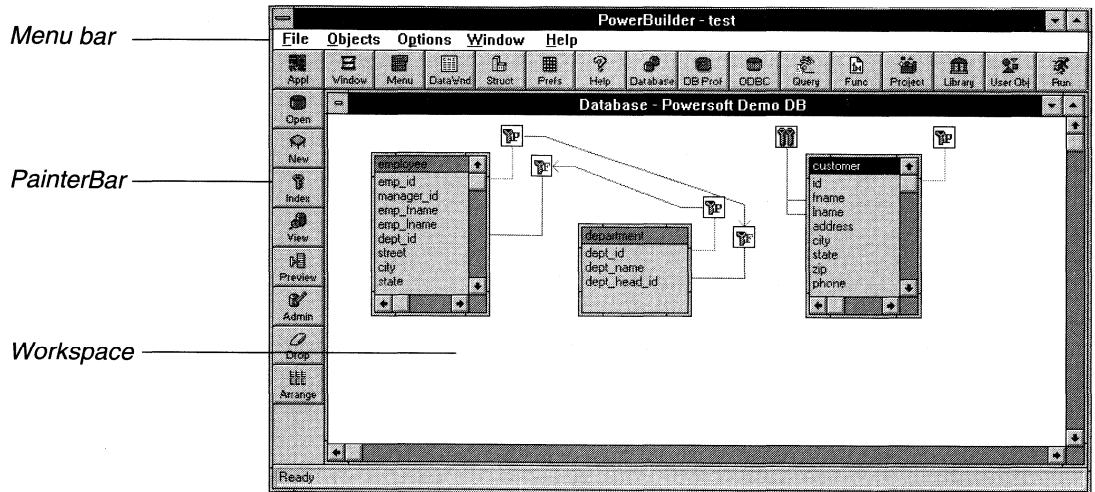 PowerBuilder - test
Menu bar
File Objects Options Window Help
Appl Window Menu DataWnd Struct Prefs Help Database DB Prof ODBC Query Func Project Library User Obj Run
Database - Powersoft Demo DB
Open
New
PainterBar
Index
View
Preview
Admin
Workspace
Drop
Arrange
employee
emp_id
manager_id
emp_fname
emp_lname
dept_id
street
city
state
department
dept_id
dept_name
dept_head_id
customer
id
fname
lname
address
city
state
zip
phone
P
F
P
F
P
Ready